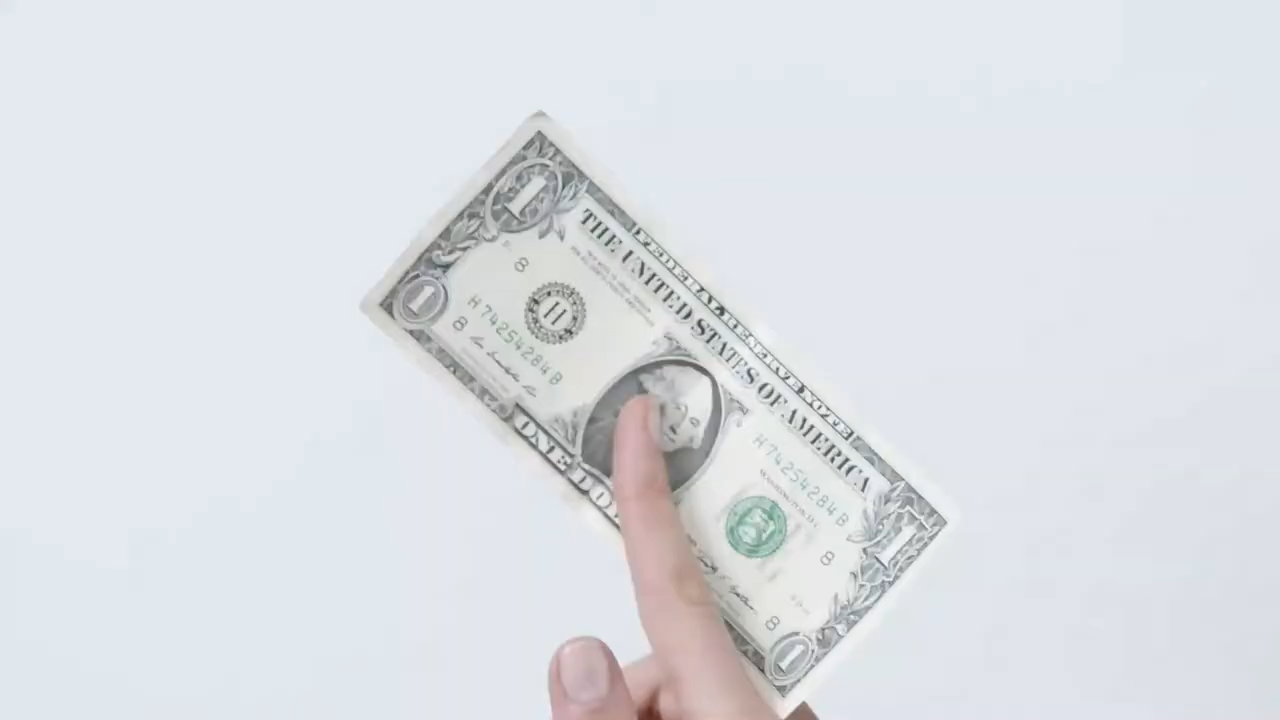 FEDERAL RESERVE NOTE
THE UNITED STATES OF AMERICA
1
1
8
H
H 74254284 B
8
H 74254284 B
WASHINGTON, D.C.
8
8
1
1
ONE DO